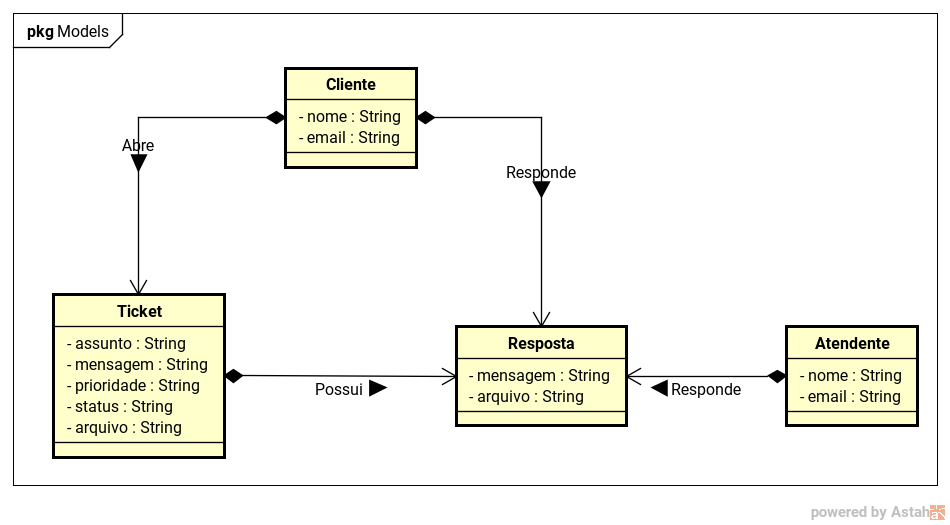 pkg Models
Cliente
- nome : String
- email : String
Abre
Responde
Ticket
- assunto : String
- mensagem : String
- prioridade : String
- status : String
- arquivo : String
Possui
Resposta
- mensagem : String
- arquivo : String
Responde
Atendente
- nome : String
- email : String
powered by Astah